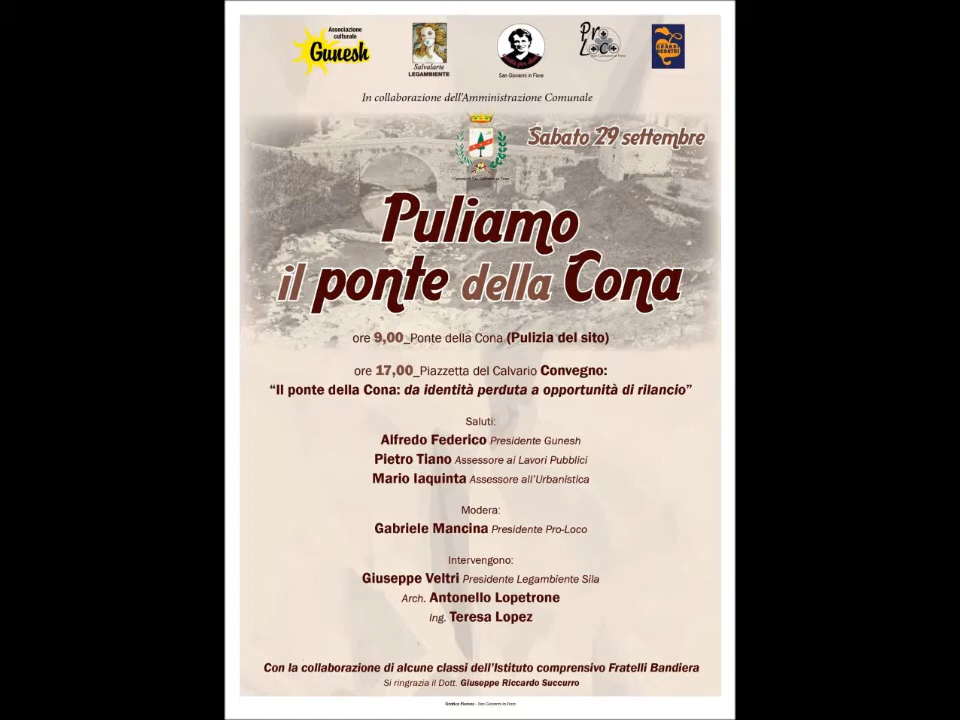 Associazione
culturale
Gunesh
Salvalarte
LEGAMBIENTE
San Giovanni in Fiore
Pro
Loco
San Giovanni in Fiore
In collaborazione dell'Amministrazione Comunale
Sabato 29 settembre
Puliamo
il ponte della Cona
ore 9,00_Ponte della Cona (Pulizia del sito)
ore 17,00_Piazzetta del Calvario Convegno:
“Il ponte della Cona: da identità perduta a opportunità di rilancio”
Saluti:
Alfredo Federico Presidente Gunesh
Pietro Tiano Assessore ai Lavori Pubblici
Mario Iaquinta Assessore all'Urbanistica
Modera:
Gabriele Mancina Presidente Pro-Loco
Intervengono:
Giuseppe Veltri Presidente Legambiente Sila
Arch. Antonello Lopetrone
Ing. Teresa Lopez
Con la collaborazione di alcune classi dell'Istituto comprensivo Fratelli Bandiera
Si ringrazia il Dott. Giuseppe Riccardo Succurro